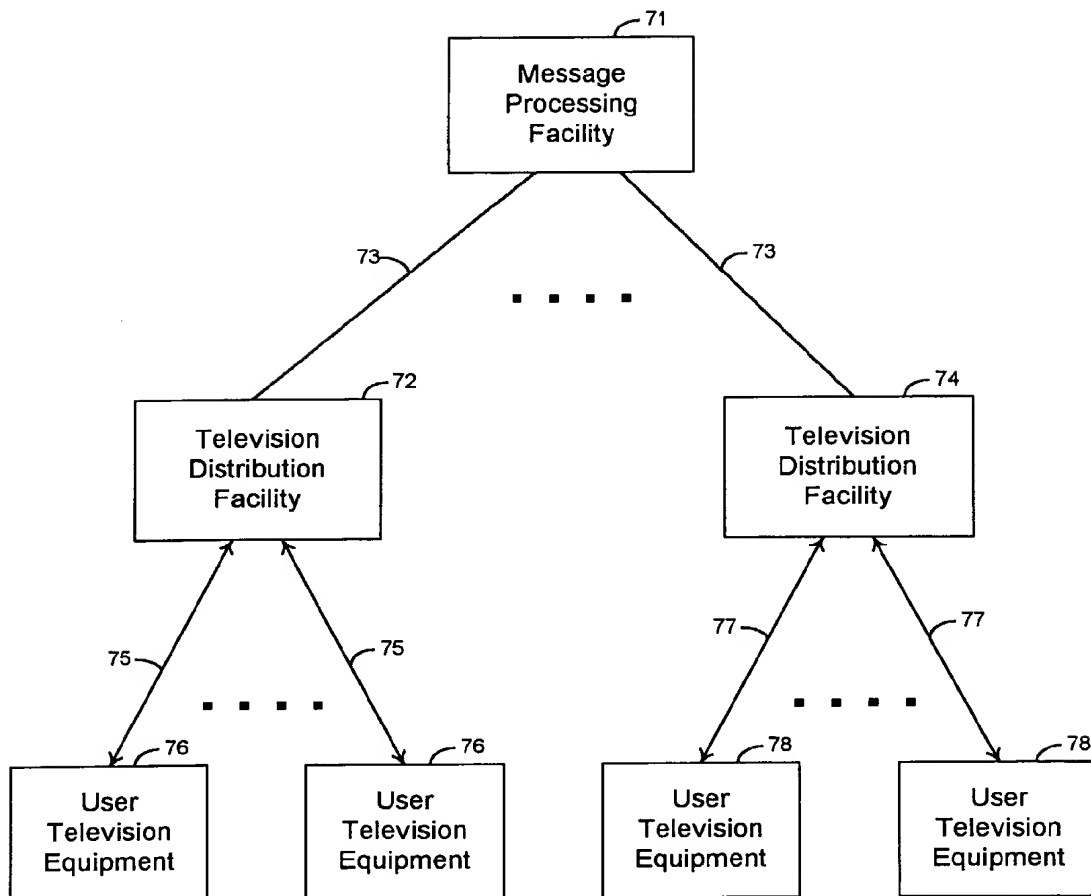 71
Message
Processing
Facility
73
73
72
Television
Distribution
Facility
74
Television
Distribution
Facility
75
75
77
77
76
User
Television
Equipment
76
User
Television
Equipment
78
User
Television
Equipment
78
User
Television
Equipment